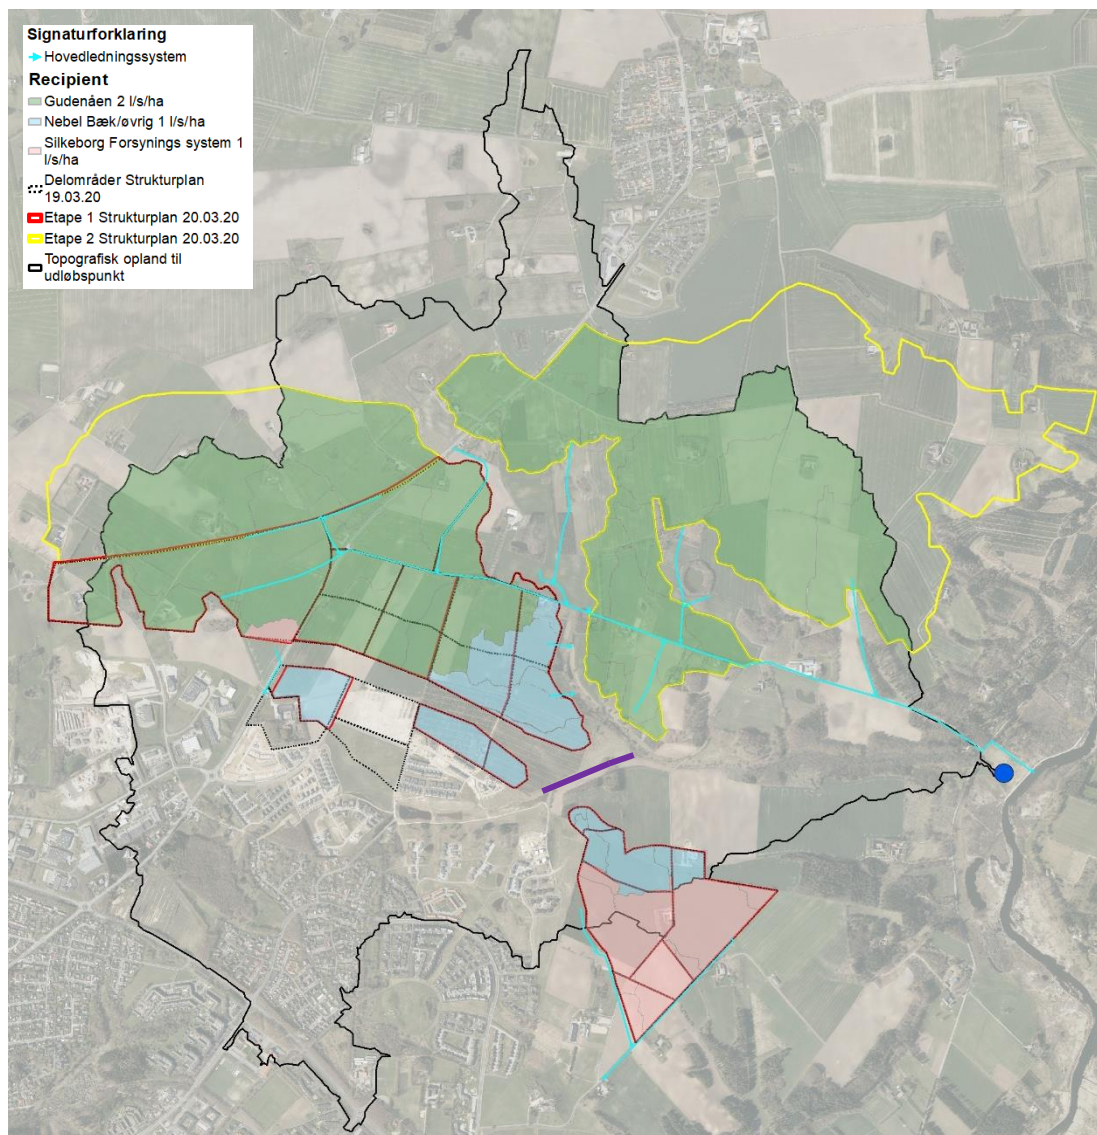 Signaturforklaring
Hovedledningssystem
Recipient
Gudenåen 2 l/s/ha
Nebel Bæk/øvrig 1 l/s/ha
Silkeborg Forsynings system 1
l/s/ha
Delområder Strukturplan
19.03.20
Etape 1 Strukturplan 20.03.20
Etape 2 Strukturplan 20.03.20
Topografisk opland til
udløbspunkt